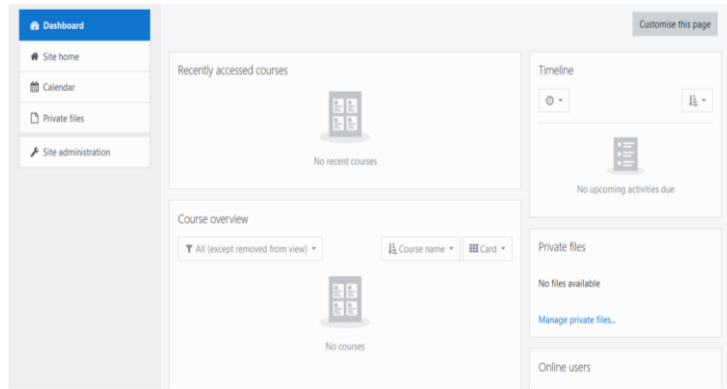 Dashboard
Site home
Calendar
Private files
Site administration
Customise this page
Recently accessed courses
No recent courses
Course overview
All (except removed from view)
Course name
Card
No courses
Timeline
No upcoming activities due
Private files
No files available
Manage private files...
Online users